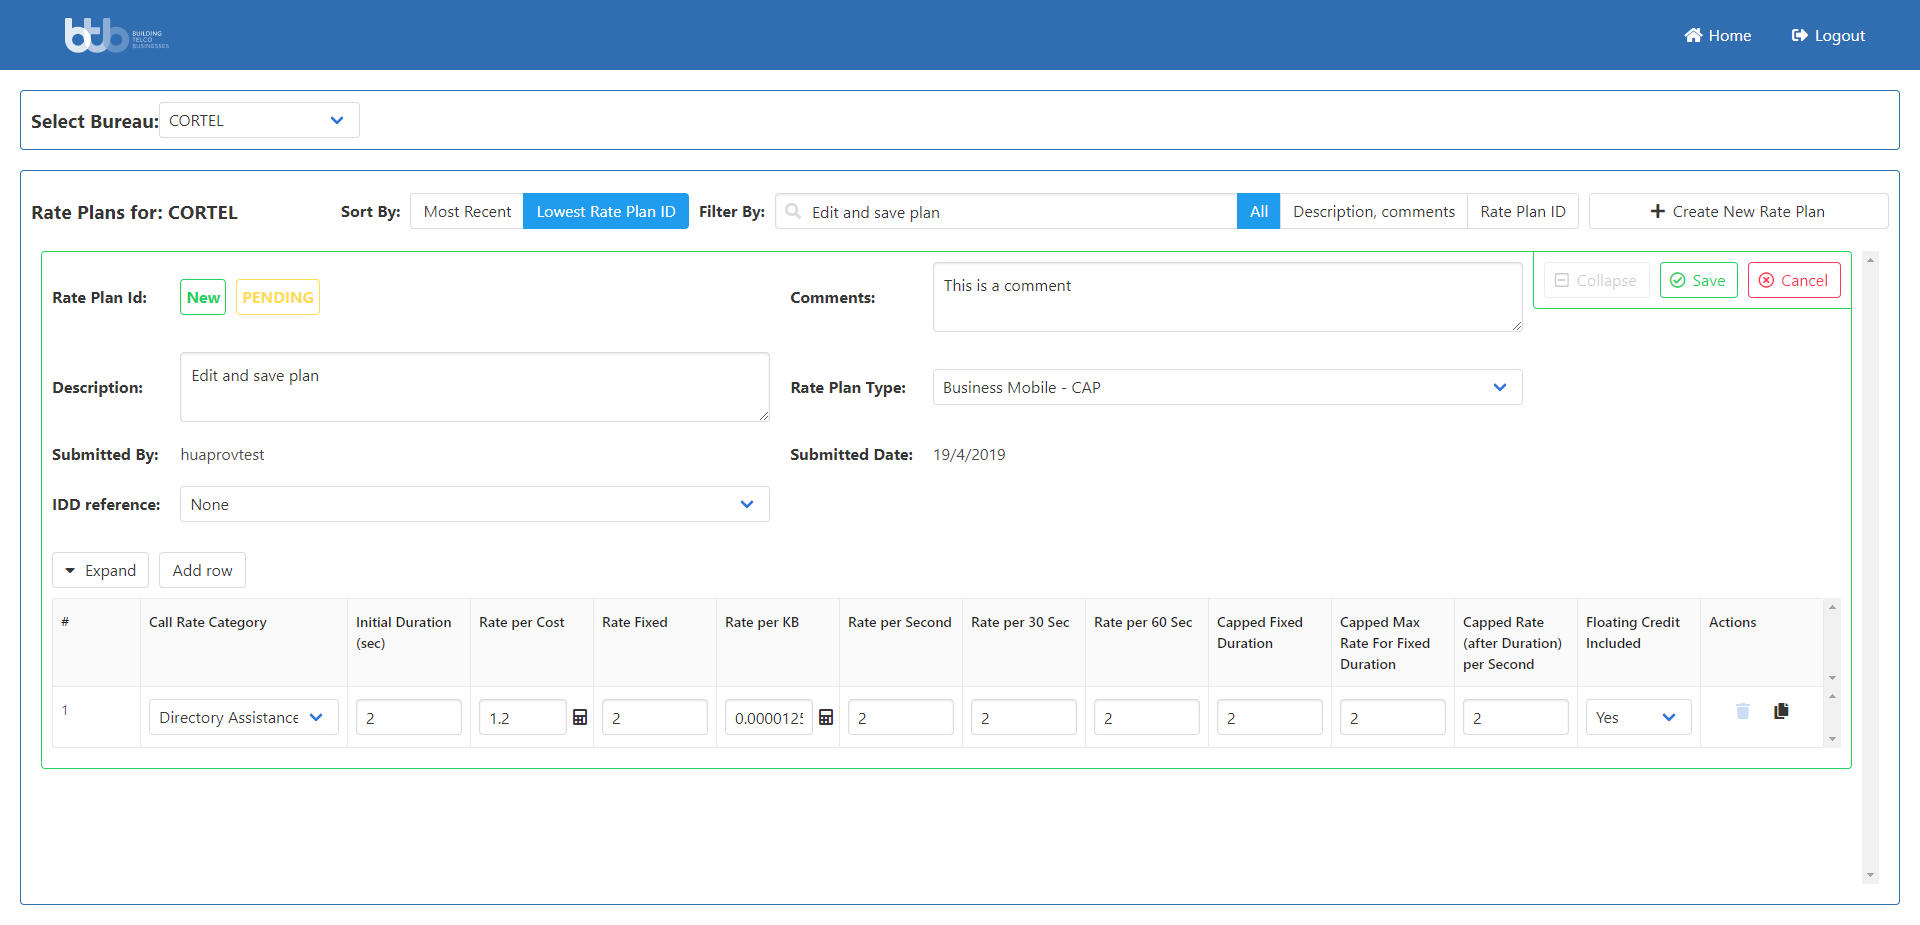 btb BUILDING TELCO BUSINESSES
Home Logout
Select Bureau: CORTEL
Rate Plans for: CORTEL Sort By: Most Recent Lowest Rate Plan ID Filter By: Edit and save plan All Description, comments Rate Plan ID Create New Rate Plan
Rate Plan Id: New PENDING Comments: This is a comment Collapse Save Cancel
Description: Edit and save plan Rate Plan Type: Business Mobile - CAP
Submitted By: huaprovtest Submitted Date: 19/4/2019
IDD reference: None
Expand Add row
# Call Rate Category Initial Duration (sec) Rate per Cost Rate Fixed Rate per KB Rate per Second Rate per 30 Sec Rate per 60 Sec Capped Fixed Duration Capped Max Rate For Fixed Duration Capped Rate (after Duration) per Second Floating Credit Included Actions
1 Directory Assistance 2 1.2 2 0.0000125 2 2 2 2 2 2 Yes